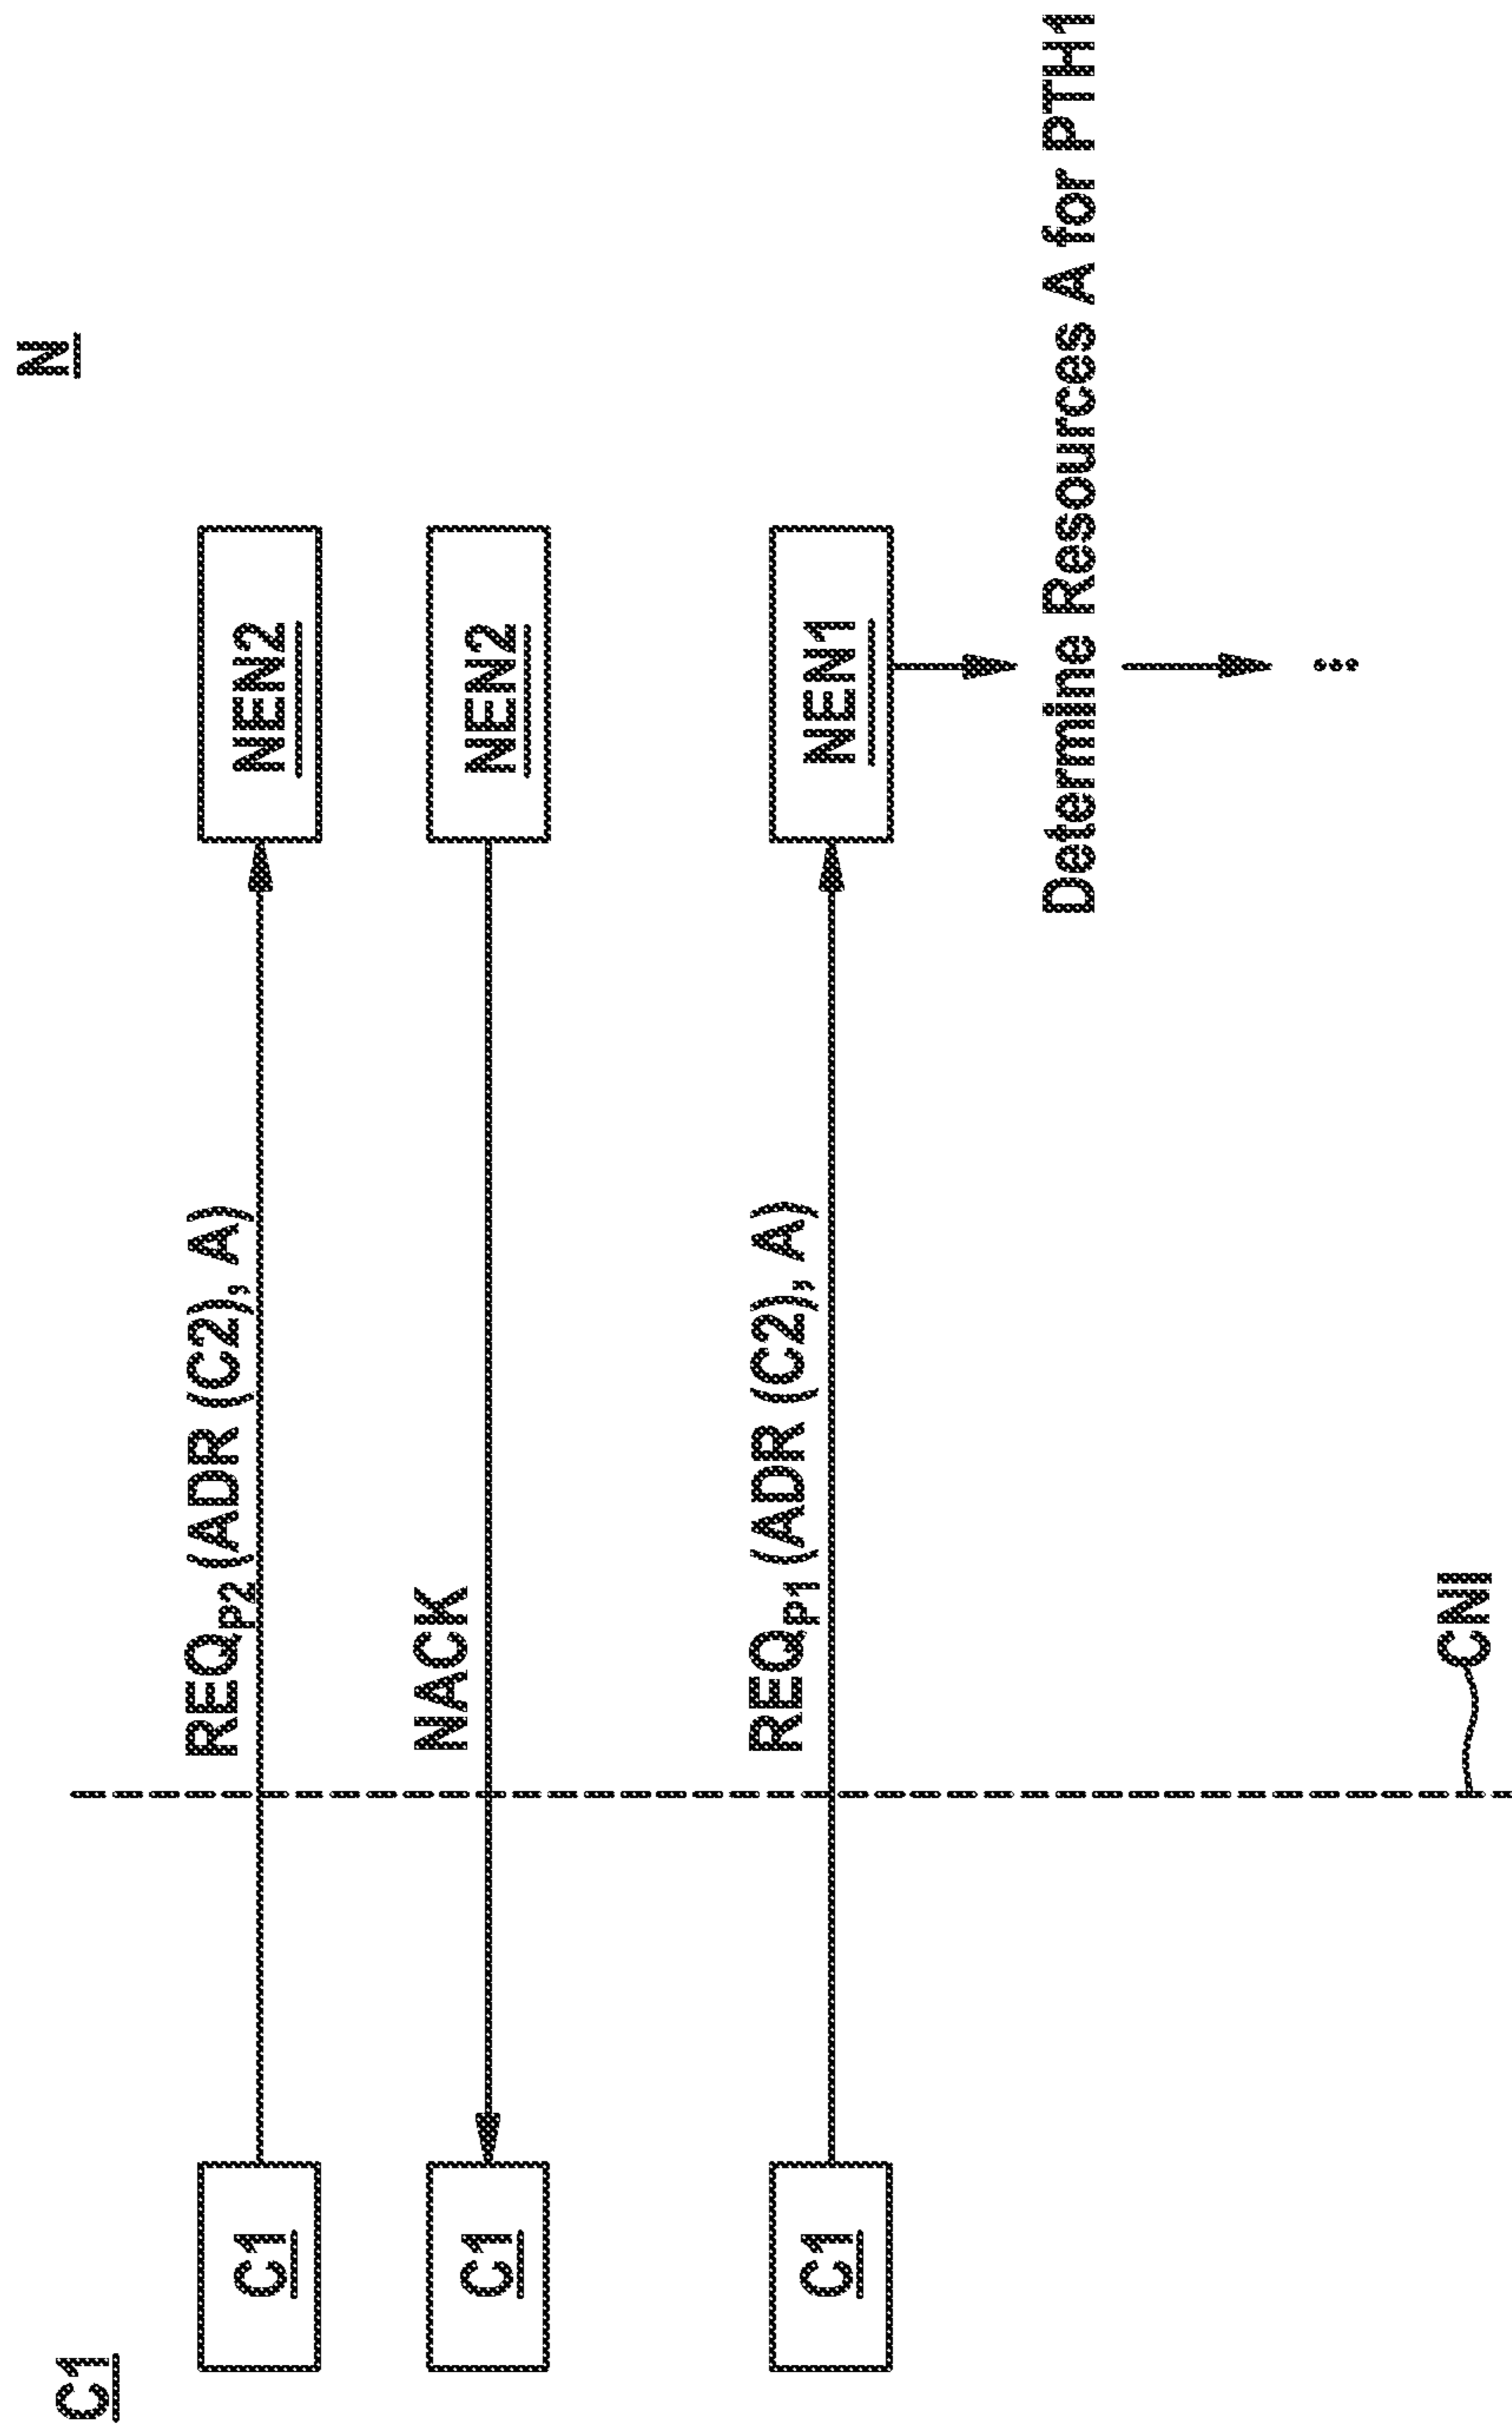 C1
N
REQP2(ADR (C2), A)
C1
NEN2
NACK
C1
NEN2
REQP1(ADR (C2), A)
C1
NEN1
Determine Resources A for PTH1
CNI